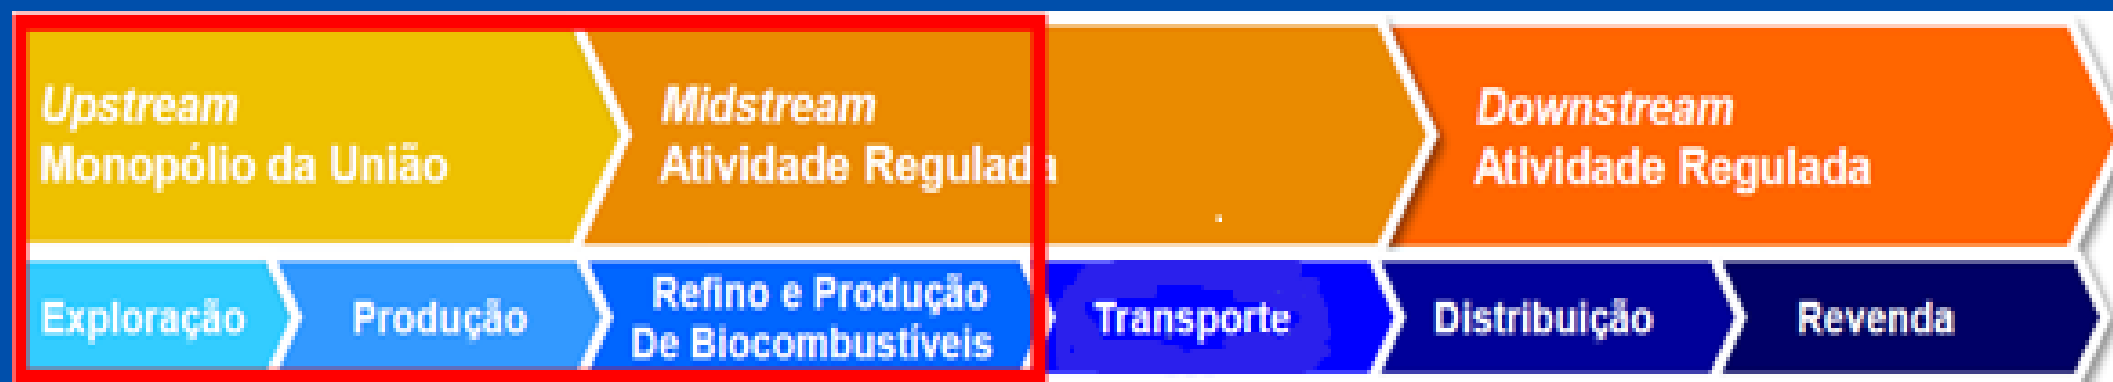 Upstream
Monopólio da União
Midstream
Atividade Regulada
Downstream
Atividade Regulada
Exploração
Produção
Refino e Produção
De Biocombustíveis
Transporte
Distribuição
Revenda